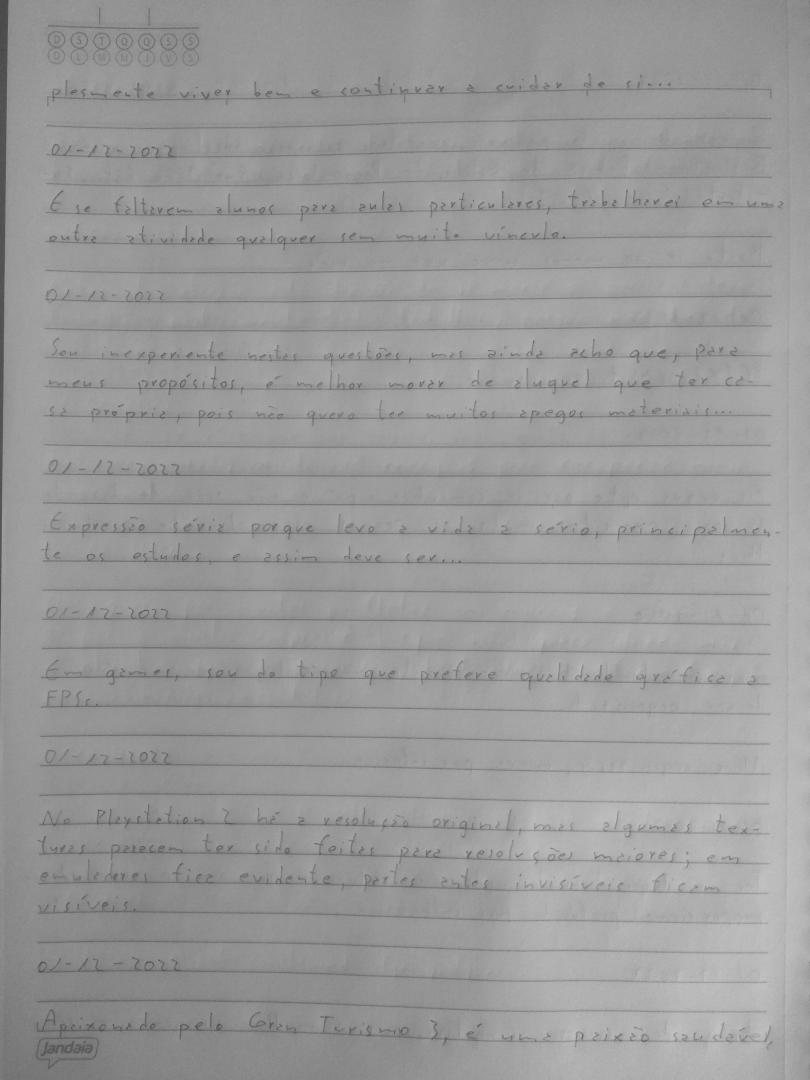 D S T Q Q S S
D L M M J V S
plesmente viver bem e continuar a cuidar de si...
01-12-2022
E se faltarem alunos para aulas particulares, trabalharei em uma
outra atividade qualquer sem muito vínculo.
01-12-2022
Sou inexperiente nestas questões, mas ainda acho que, para
meus propósitos, é melhor morar de aluguel que ter ca-
sa própria, pois não quero ter muitos apegos materiais...
01-12-2022
Expressão séria porque levo a vida a sério, principalmen-
te os estudos, e assim deve ser...
01-12-2022
Em games, sou do tipo que prefere qualidade gráfica a
FPSs.
01-12-2022
No Playstation 2 há a resolução original, mas algumas tex-
turas parecem ter sido feitas para resoluções maiores; em
emuladores fica evidente, partes antes invisíveis ficam
visíveis.
01-12-2022
Apaixonado pelo Gran Turismo 3, é uma paixão saudável,
Jandaia